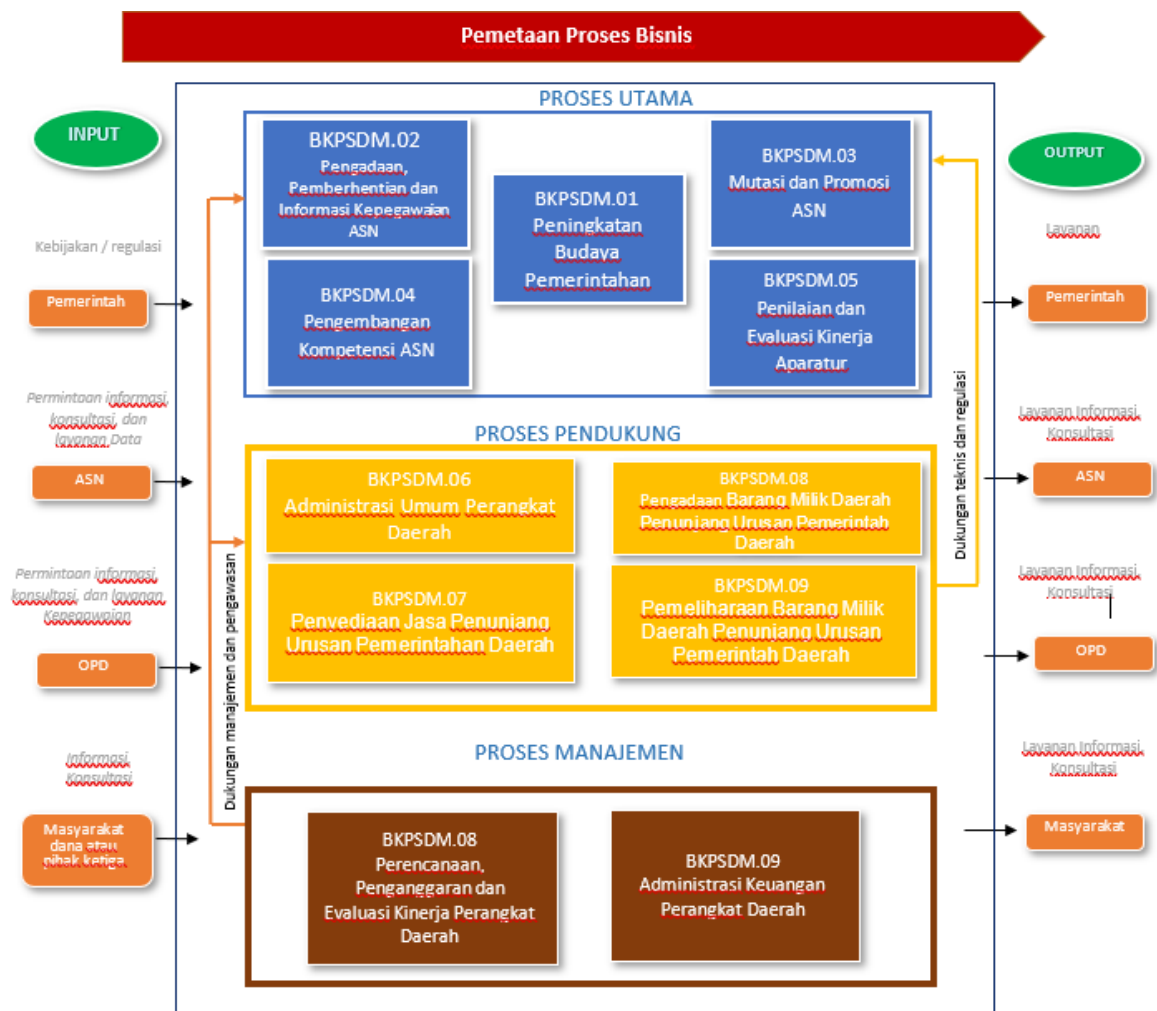 Pemetaan Proses Bisnis
PROSES UTAMA
INPUT
OUTPUT
BKPSDM.02
Pengadaan,
Pemberhentian dan
Informasi Kepegawaian
ASN
BKPSDM.01
Peningkatan
Budaya
Pemerintahan
BKPSDM.03
Mutasi dan Promosi
ASN
BKPSDM.04
Pengembangan
Kompetensi ASN
BKPSDM.05
Penilaian dan
Evaluasi Kinerja
Aparatur
Kebijakan / regulasi
Pemerintah
Permintaan informasi,
konsultasi, dan
layanan Data
ASN
Permintaan informasi,
konsultasi, dan layanan
Kepegawaian
OPD
Informasi,
Konsultasi
Masyarakat
dana atau
pihak ketiga
Dukungan manajemen dan pengawasan
PROSES PENDUKUNG
BKPSDM.06
Administrasi Umum Perangkat
Daerah
BKPSDM.08
Pengadaan Barang Milik Daerah
Penunjang Urusan Pemerintah
Daerah
BKPSDM.07
Penyediaan Jasa Penunjang
Urusan Pemerintahan Daerah
BKPSDM.09
Pemeliharaan Barang Milik
Daerah Penunjang Urusan
Pemerintah Daerah
Dukungan teknis dan regulasi
PROSES MANAJEMEN
BKPSDM.08
Perencanaan,
Penganggaran dan
Evaluasi Kinerja Perangkat
Daerah
BKPSDM.09
Administrasi Keuangan
Perangkat Daerah
Layanan
Pemerintah
Layanan Informasi,
Konsultasi
ASN
Layanan Informasi,
Konsultasi
OPD
Layanan Informasi,
Konsultasi
Masyarakat